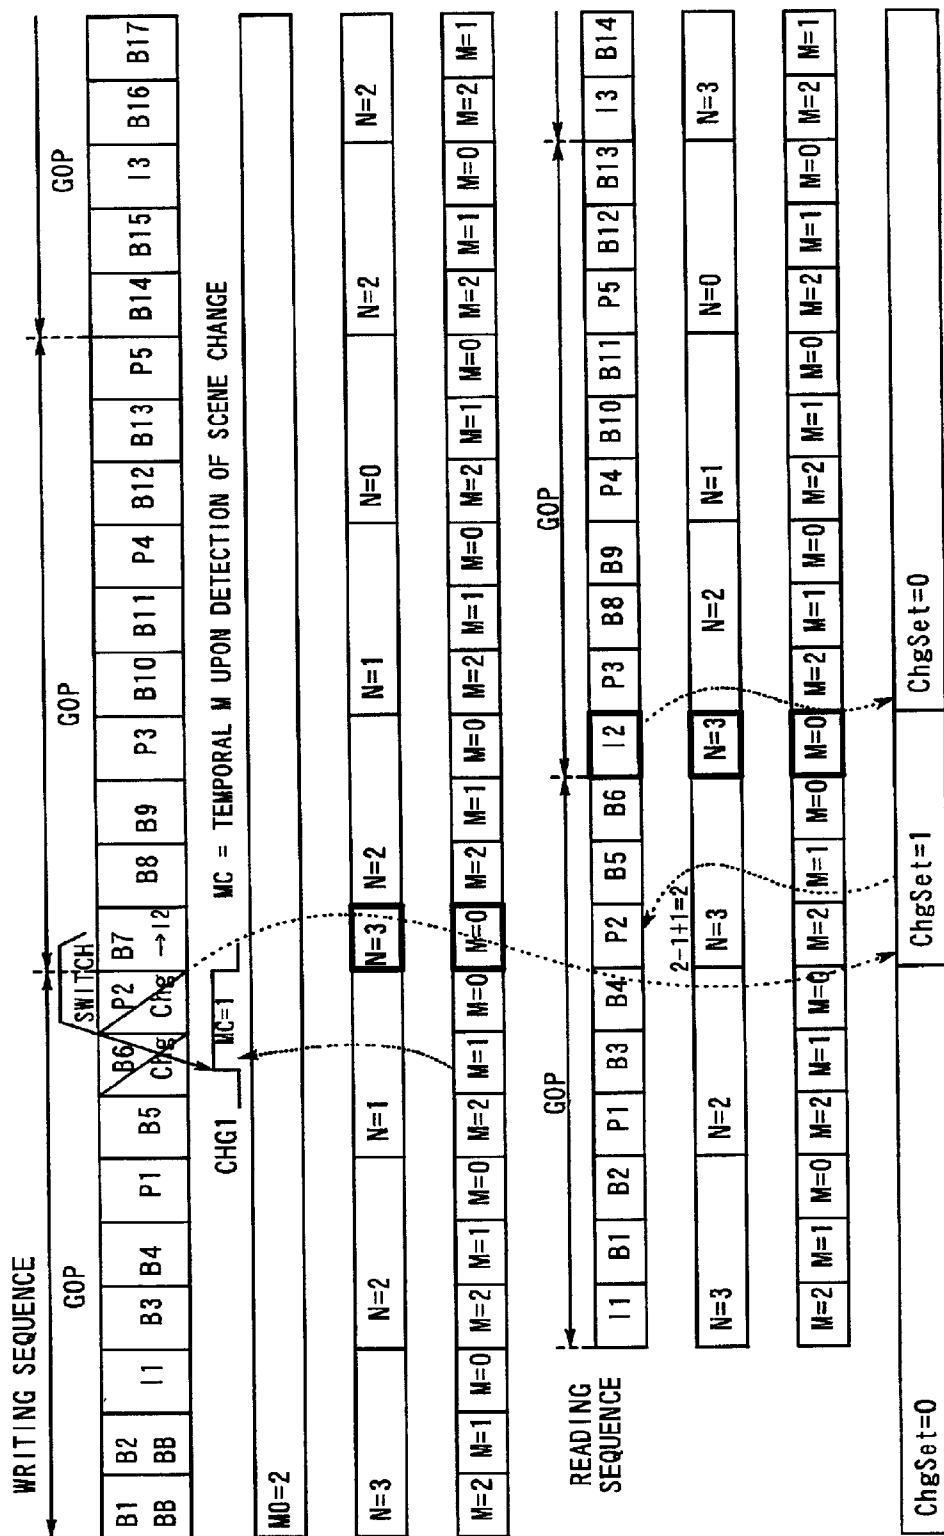 WRITING SEQUENCE
GOP GOP GOP
SWITCH
B1 B2 I1 B3 B4 P1 B5 B6 P2 B7 B8 B9 P3 B10 B11 P4 B12 B13 P5 B14 B15 I3 B16 B17
BB BB Chg Chg →I2
CHG1 MC=1 MC = TEMPORAL M UPON DETECTION OF SCENE CHANGE
M0=2
N=3 N=2 N=1 N=3 N=2 N=1 N=0 N=2 N=2
M=2 M=1 M=0 M=2 M=1 M=0 M=2 M=1 M=0 M=0 M=2 M=1 M=0 M=2 M=1 M=0 M=2 M=1 M=0 M=2 M=1 M=0 M=2 M=1
READING
SEQUENCE
GOP GOP
I1 B1 B2 P1 B3 B4 P2 B5 B6 I2 P3 B8 B9 P4 B10 B11 P5 B12 B13 I3 B14
2-1+1=2
N=3 N=2 N=3 N=3 N=2 N=1 N=0 N=3
M=2 M=1 M=0 M=2 M=1 M=0 M=2 M=1 M=0 M=0 M=2 M=1 M=0 M=2 M=1 M=0 M=2 M=1 M=0 M=2 M=1
ChgSet=0 ChgSet=1 ChgSet=0